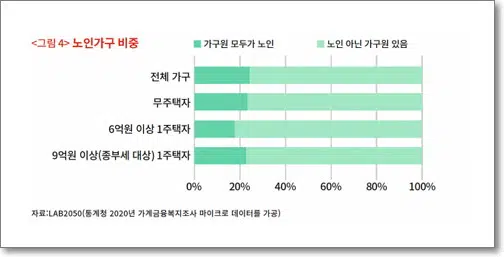 <그림 4> 노인가구 비중
가구원 모두가 노인 노인 아닌 가구원 있음
전체 가구
무주택자
6억원 이상 1주택자
9억원 이상(종부세 대상) 1주택자
0% 20% 40% 60% 80% 100%
자료:LAB2050(통계청 2020년 가계금융복지조사 마이크로 데이터를 가공)